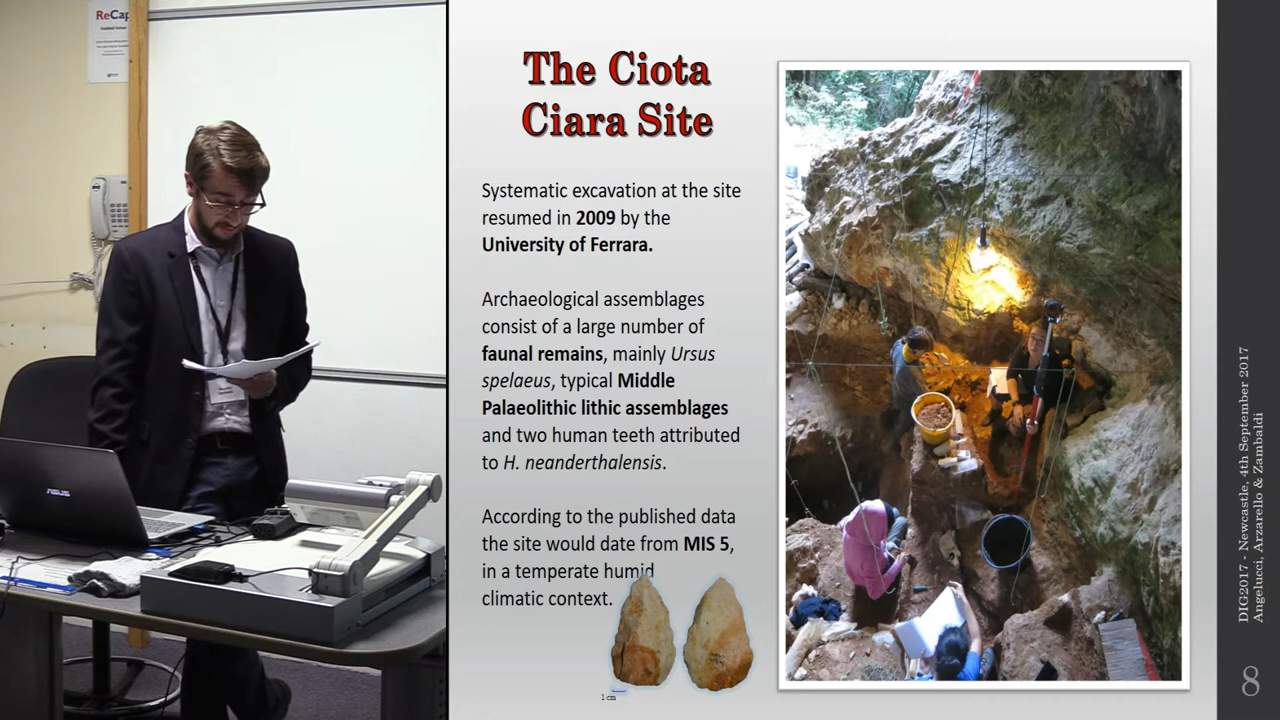 ReCap
ASUS
The Ciota
Ciara Site
Systematic excavation at the site
resumed in 2009 by the
University of Ferrara.
Archaeological assemblages
consist of a large number of
faunal remains, mainly Ursus
spelaeus, typical Middle
Palaeolithic lithic assemblages
and two human teeth attributed
to H. neanderthalensis.
According to the published data
the site would date from MIS 5,
in a temperate humid
climatic context.
1 cm
DIG2017 - Newcastle, 4th September 2017
Angelucci, Arzarello & Zambaldi
8